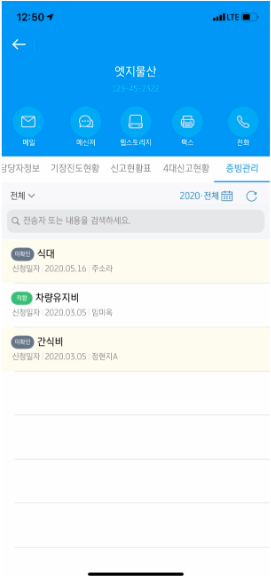 12:50
LTE
엣지물산
123-45-7322
메일
메신저
웹스토리지
팩스
전화
담당자정보 기장진도현황 신고현황표 4대신고현황 증빙관리
전체
2020·전체
전송자 또는 내용을 검색하세요.
미확인 식대
신청일자 : 2020.05.16 · 주소라
차량유지비
신청일자 : 2020.03.05 · 임미옥
미확인 간식비
신청일자 : 2020.03.05 · 정현지A